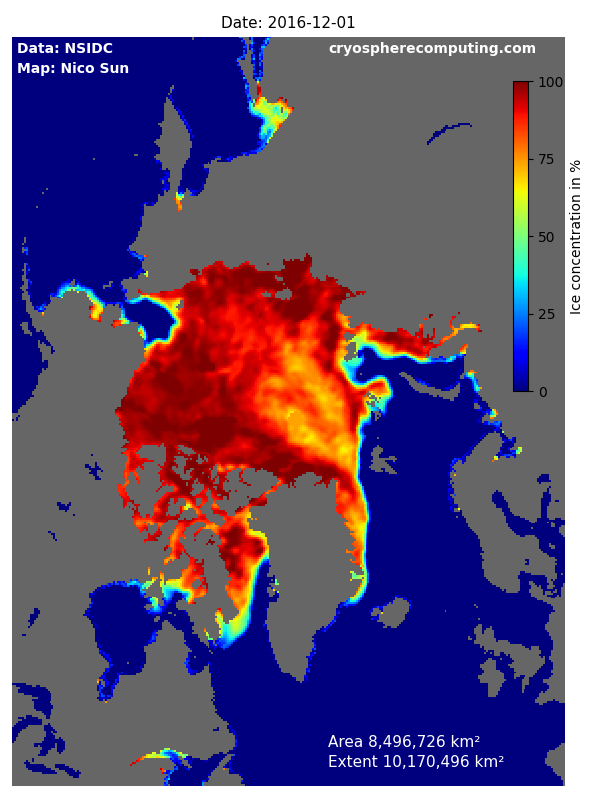 Date: 2016-12-01
Data: NSIDC
Map: Nico Sun
cryospherecomputing.com
100
75
50
25
0
Ice concentration in %
Area 8,496,726 km²
Extent 10,170,496 km²